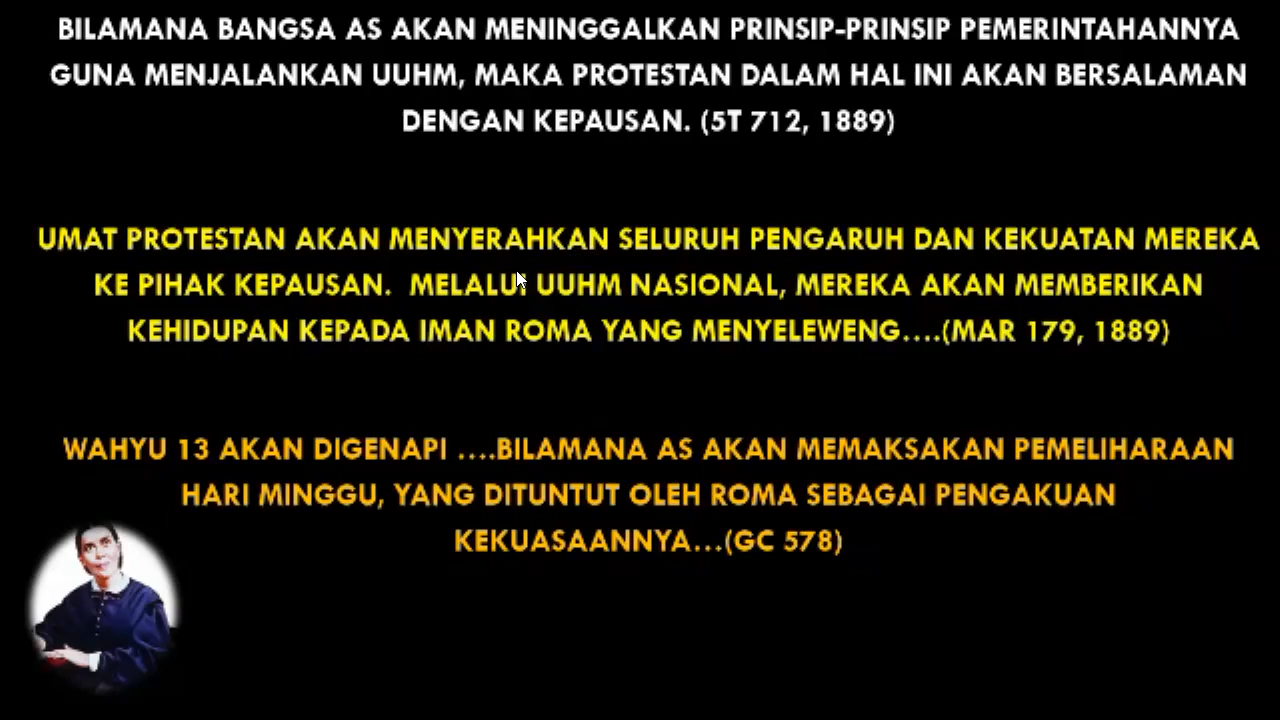 BILAMANA BANGSA AS AKAN MENINGGALKAN PRINSIP-PRINSIP PEMERINTAHANNYA
GUNA MENJALANKAN UUHM, MAKA PROTESTAN DALAM HAL INI AKAN BERSALAMAN
DENGAN KEPAUSAN. (5T 712, 1889)
UMAT PROTESTAN AKAN MENYERAHKAN SELURUH PENGARUH DAN KEKUATAN MEREKA
KE PIHAK KEPAUSAN. MELALUI UUHM NASIONAL, MEREKA AKAN MEMBERIKAN
KEHIDUPAN KEPADA IMAN ROMA YANG MENYELEWENG....(MAR 179, 1889)
WAHYU 13 AKAN DIGENAPI ....BILAMANA AS AKAN MEMAKSAKAN PEMELIHARAAN
HARI MINGGU, YANG DITUNTUT OLEH ROMA SEBAGAI PENGAKUAN
KEKUASAANNYA...(GC 578)